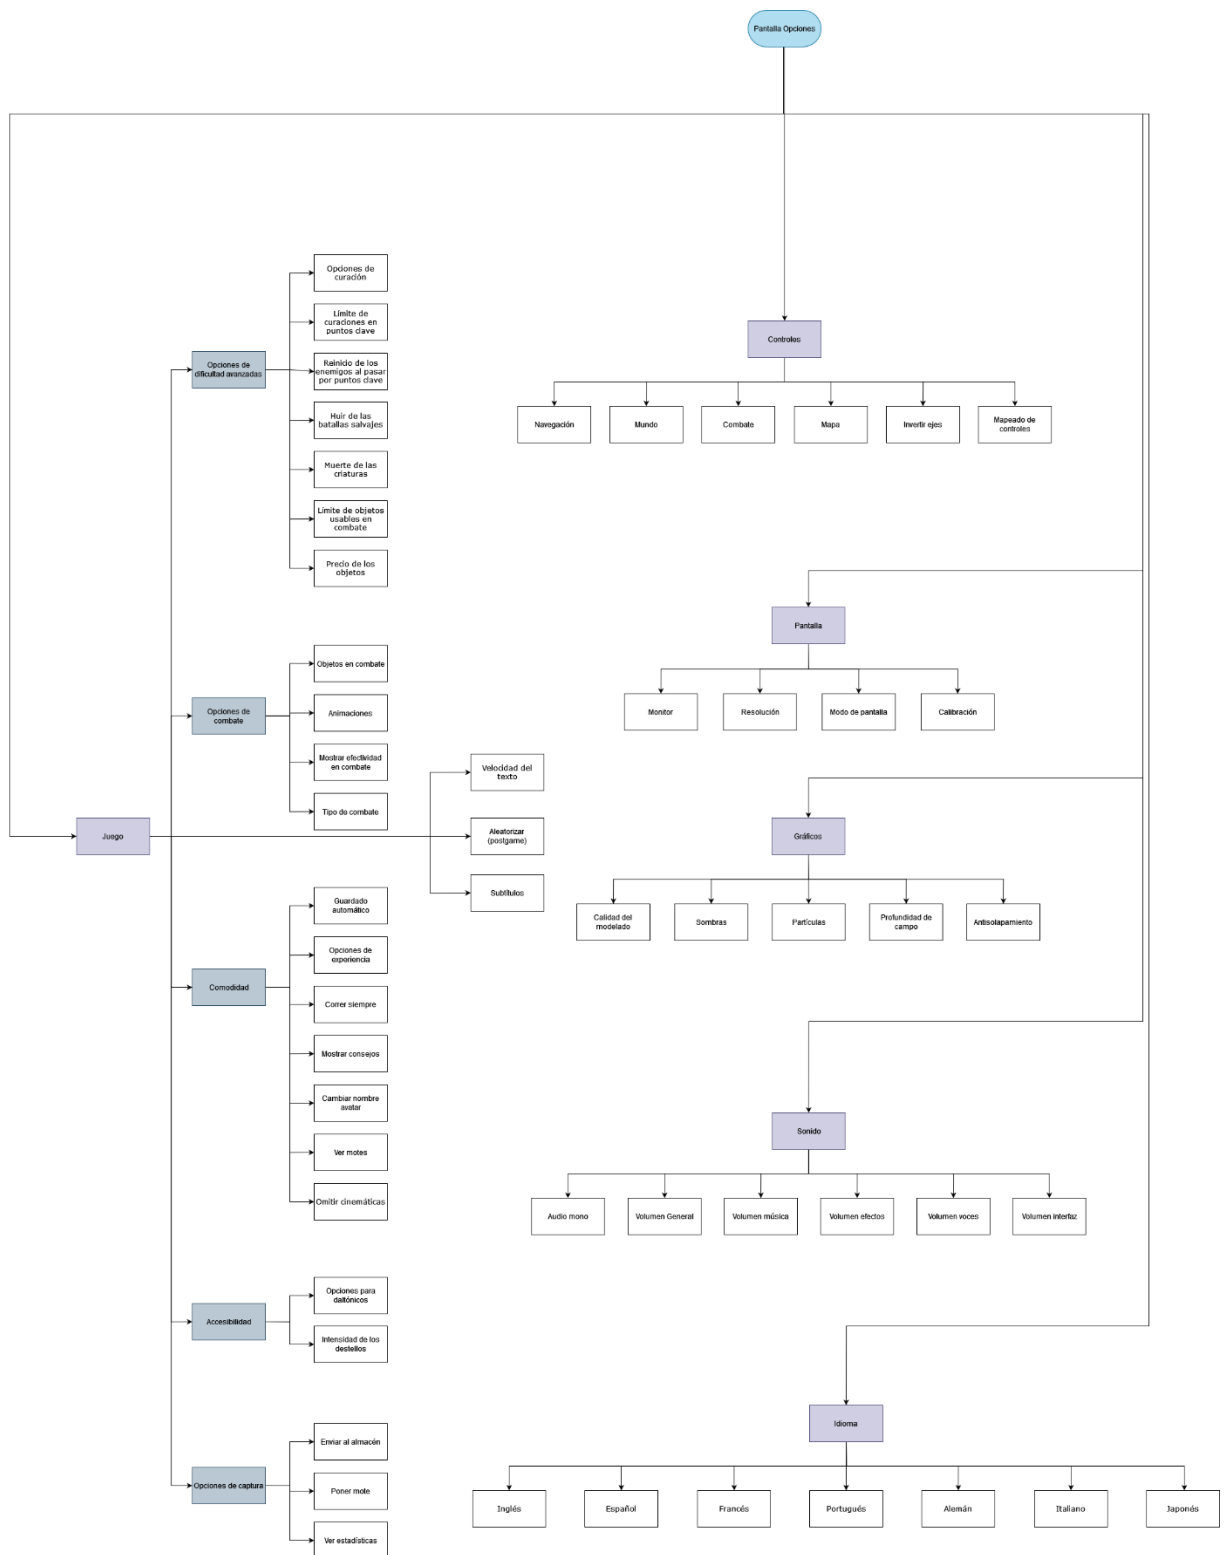 Pantalla Opciones
Opciones de
curación
Límite de
curaciones en
puntos clave
Opciones de
dificultad avanzadas
Reinicio de los
enemigos al pasar
por puntos clave
Huir de las
batallas salvajes
Muerte de las
criaturas
Límite de objetos
usables en
combate
Precio de los
objetos
Controles
Navegación
Mundo
Combate
Mapa
Invertir ejes
Mapeado de
controles
Pantalla
Monitor
Resolución
Modo de pantalla
Calibración
Opciones de
combate
Objetos en combate
Animaciones
Mostrar efectividad
en combate
Tipo de combate
Juego
Velocidad del
texto
Aleatorizar
(postgame)
Subtítulos
Gráficos
Calidad del
modelado
Sombras
Partículas
Profundidad de
campo
Antisolapamiento
Comodidad
Guardado
automático
Opciones de
experiencia
Correr siempre
Mostrar consejos
Cambiar nombre
avatar
Ver motes
Omitir cinemáticas
Sonido
Audio mono
Volumen General
Volumen música
Volumen efectos
Volumen voces
Volumen interfaz
Accesibilidad
Opciones para
daltónicos
Intensidad de los
destellos
Opciones de captura
Enviar al almacén
Poner mote
Ver estadísticas
Idioma
Inglés
Español
Francés
Portugués
Alemán
Italiano
Japonés